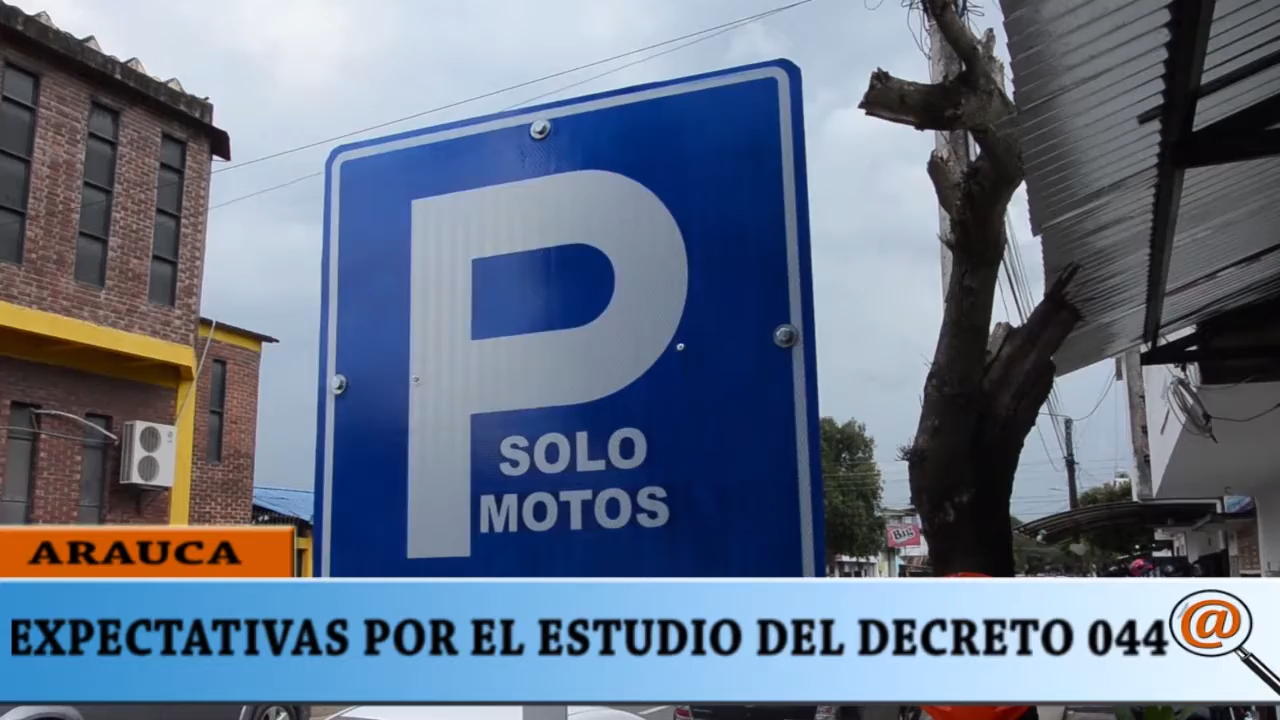 P
SOLO
MOTOS
ARAUCA
EXPECTATIVAS POR EL ESTUDIO DEL DECRETO 044
@